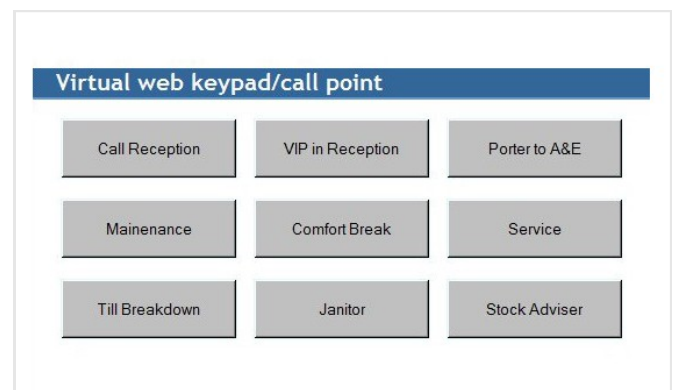 Virtual web keypad/call point
Call Reception VIP in Reception Porter to A&E
Mainenance Comfort Break Service
Till Breakdown Janitor Stock Adviser